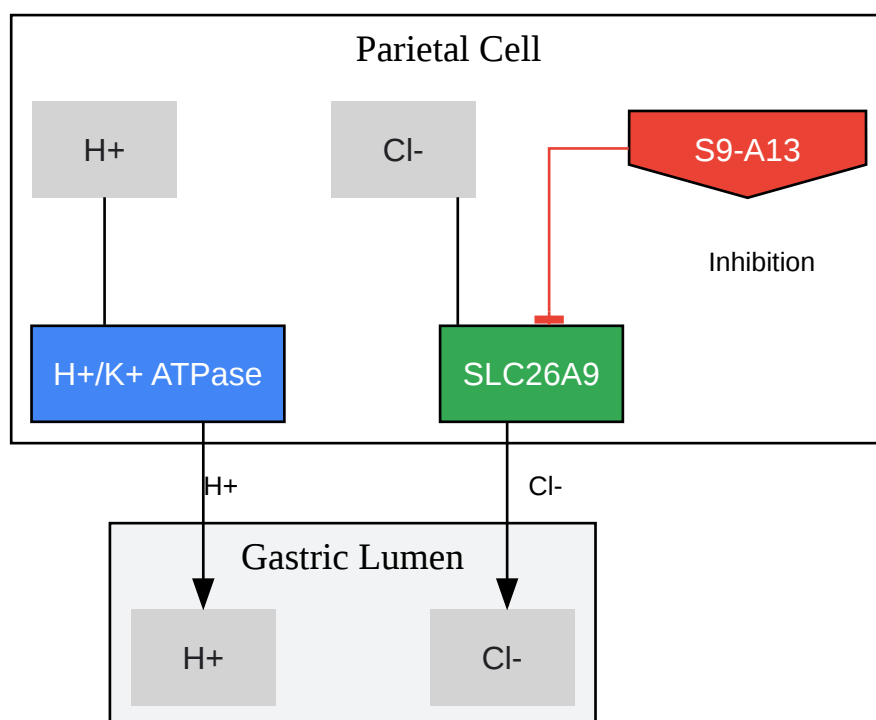 Parietal Cell
H+
Cl-
S9-A13
Inhibition
H+/K+ ATPase
SLC26A9
H+
Cl-
Gastric Lumen
H+
Cl-